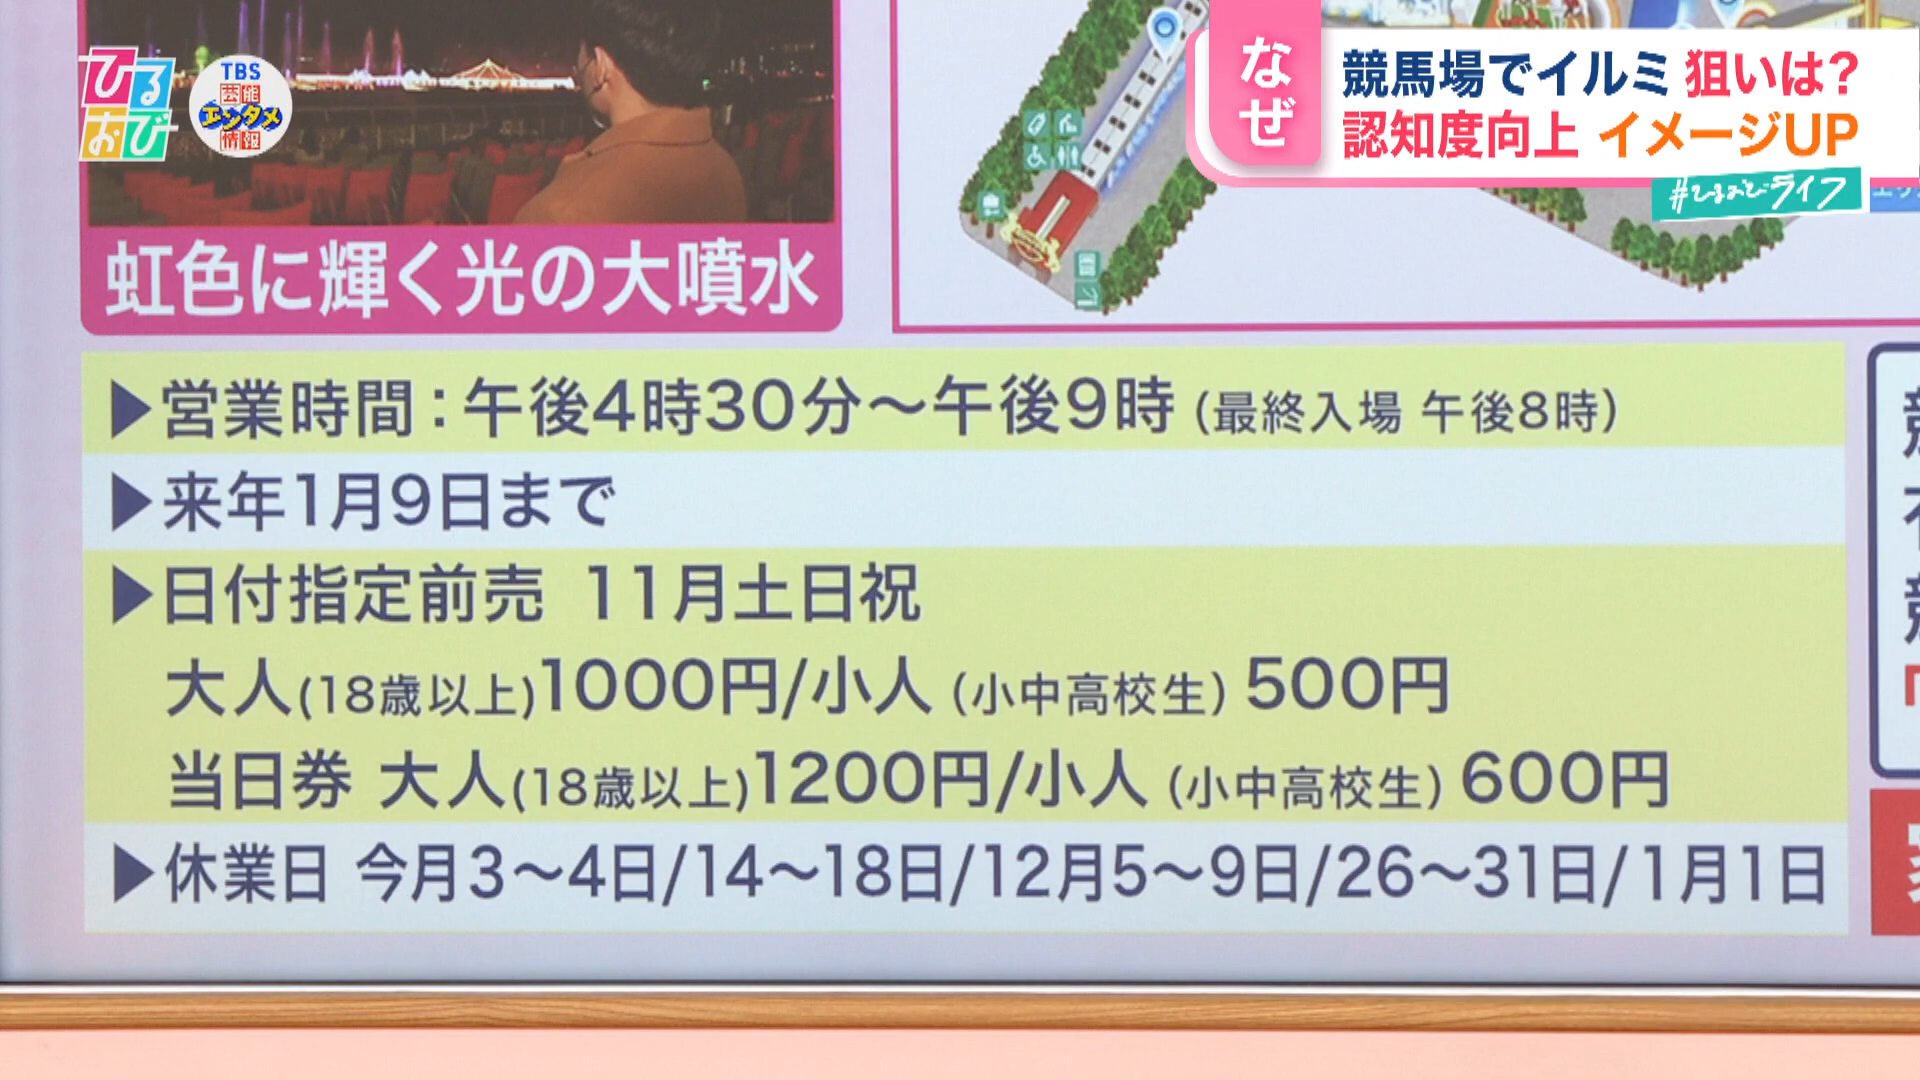 ひるおび
TBS
芸能
エンタメ
情報
なぜ
競馬場でイルミ 狙いは?
認知度向上 イメージUP
#ひるおびライフ
虹色に輝く光の大噴水
▶営業時間:午後4時30分~午後9時(最終入場 午後8時)
▶来年1月9日まで
▶日付指定前売 11月土日祝
大人(18歳以上)1000円/小人(小中高校生)500円
当日券 大人(18歳以上)1200円/小人(小中高校生)600円
▶休業日 今月3~4日/14~18日/12月5~9日/26~31日/1月1日